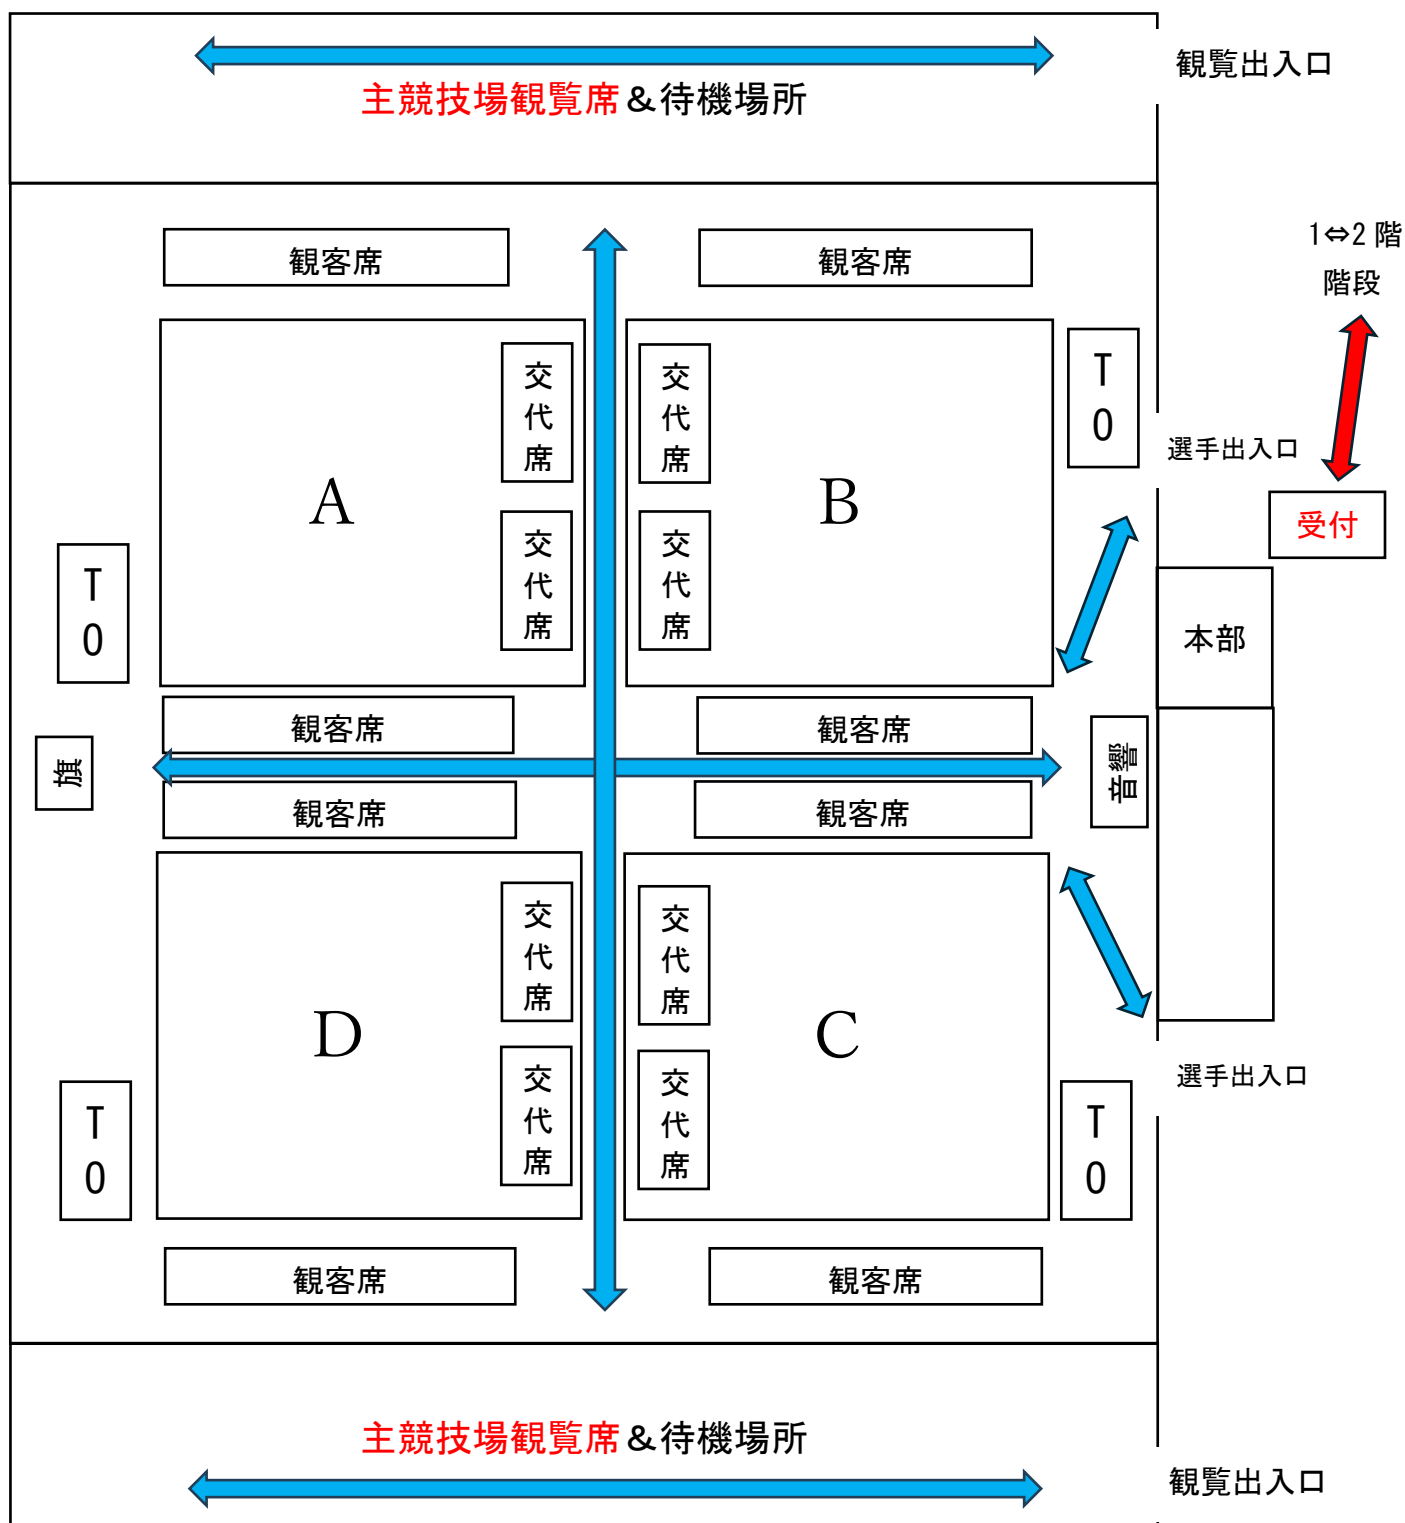 観覧出入口
主競技場観覧席＆待機場所
1⇔2階
階段
観客席
観客席
交代席
交代席
TO
選手出入口
A
B
受付
交代席
交代席
TO
本部
観客席
観客席
旗
音響
観客席
観客席
交代席
交代席
D
C
選手出入口
交代席
交代席
TO
TO
観客席
観客席
主競技場観覧席＆待機場所
観覧出入口